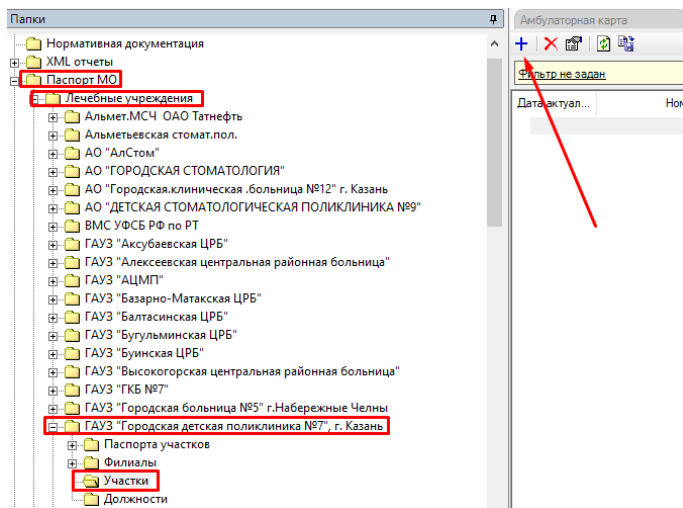 Папки
Нормативная документация
XML отчеты
Паспорт МО
Лечебные учреждения
Альмет.МСЧ ОАО Татнефть
Альметьевская стомат.пол.
АО "АлСтом"
АО "ГОРОДСКАЯ СТОМАТОЛОГИЯ"
АО "Городская.клиническая .больница №12" г. Казань
АО "ДЕТСКАЯ СТОМАТОЛОГИЧЕСКАЯ ПОЛИКЛИНИКА №9"
ВМС УФСБ РФ по РТ
ГАУЗ "Аксубаевская ЦРБ"
ГАУЗ "Алексеевская центральная районная больница"
ГАУЗ "АЦМП"
ГАУЗ "Базарно-Матакская ЦРБ"
ГАУЗ "Балтасинская ЦРБ"
ГАУЗ "Бугульминская ЦРБ"
ГАУЗ "Буинская ЦРБ"
ГАУЗ "Высокогорская центральная районная больница"
ГАУЗ "ГКБ №7"
ГАУЗ "Городская больница №5" г.Набережные Челны
ГАУЗ "Городская детская поликлиника №7", г. Казань
Паспорта участков
Филиалы
Участки
Должности
Амбулаторная карта
Фильтр не задан
Дата актуал... Ном